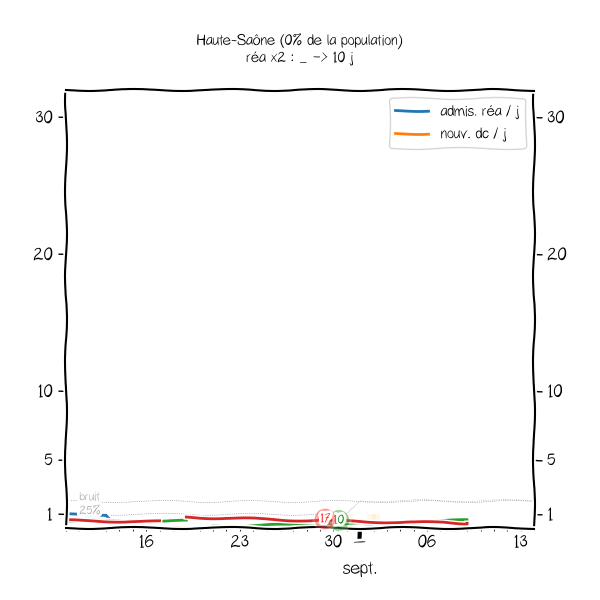 Haute-Saône (0% de la population)
réa x2 : _ -> 10 j
admis. réa / j
nouv. dc / j
30 30
20 20
10 10
5 5
bruit
25%
1 1
17 10
16 23 30 06 13
sept.